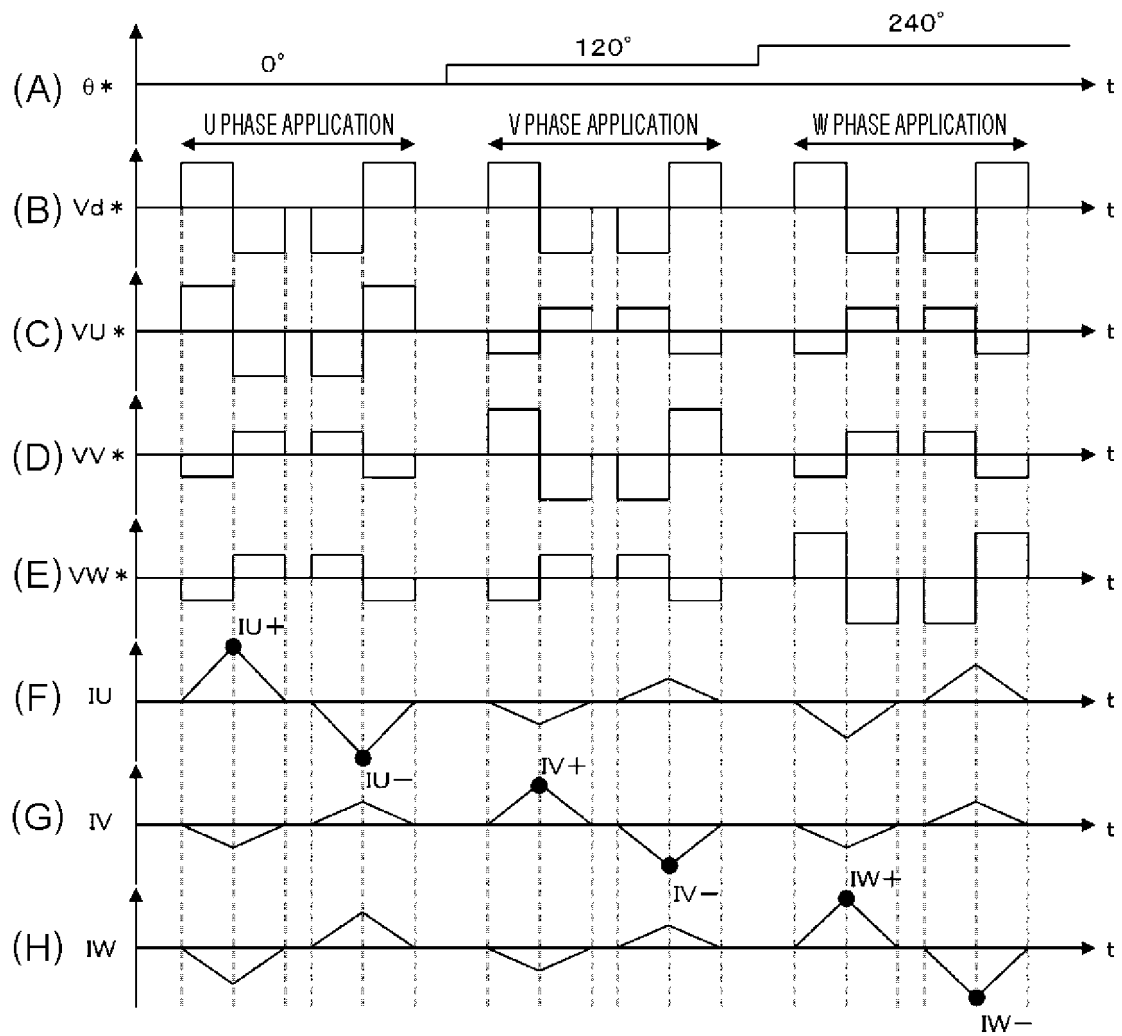 240°
120°
0°
(A) θ* t
U PHASE APPLICATION V PHASE APPLICATION W PHASE APPLICATION
(B) Vd* t
(C) VU* t
(D) VV* t
(E) VW* t
IU+
(F) IU t
IU− IV+
(G) IV t
IV− IW+
(H) IW t
IW−